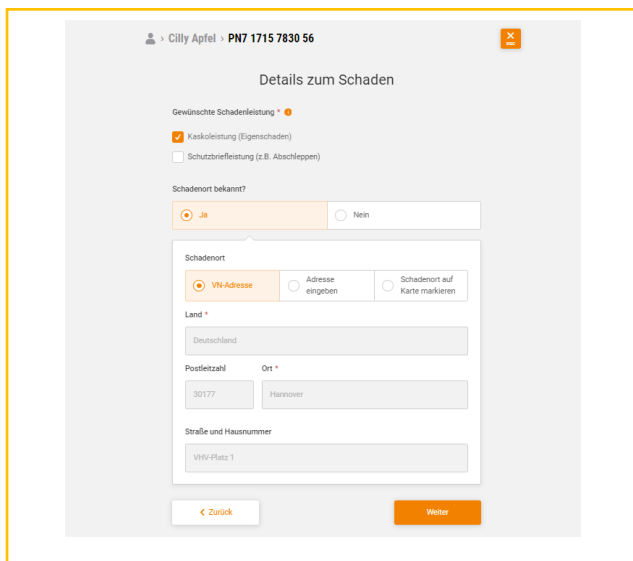 Cilly Apfel › PN7 1715 7830 56
Details zum Schaden
Gewünschte Schadenleistung *
Kaskoleistung (Eigenschaden)
Schutzbriefleistung (z.B. Abschleppen)
Schadenort bekannt?
Ja Nein
Schadenort
VN-Adresse
Adresse
eingeben
Schadenort auf
Karte markieren
Land *
Deutschland
Postleitzahl Ort *
30177 Hannover
Straße und Hausnummer
VHV-Platz 1
Zurück Weiter